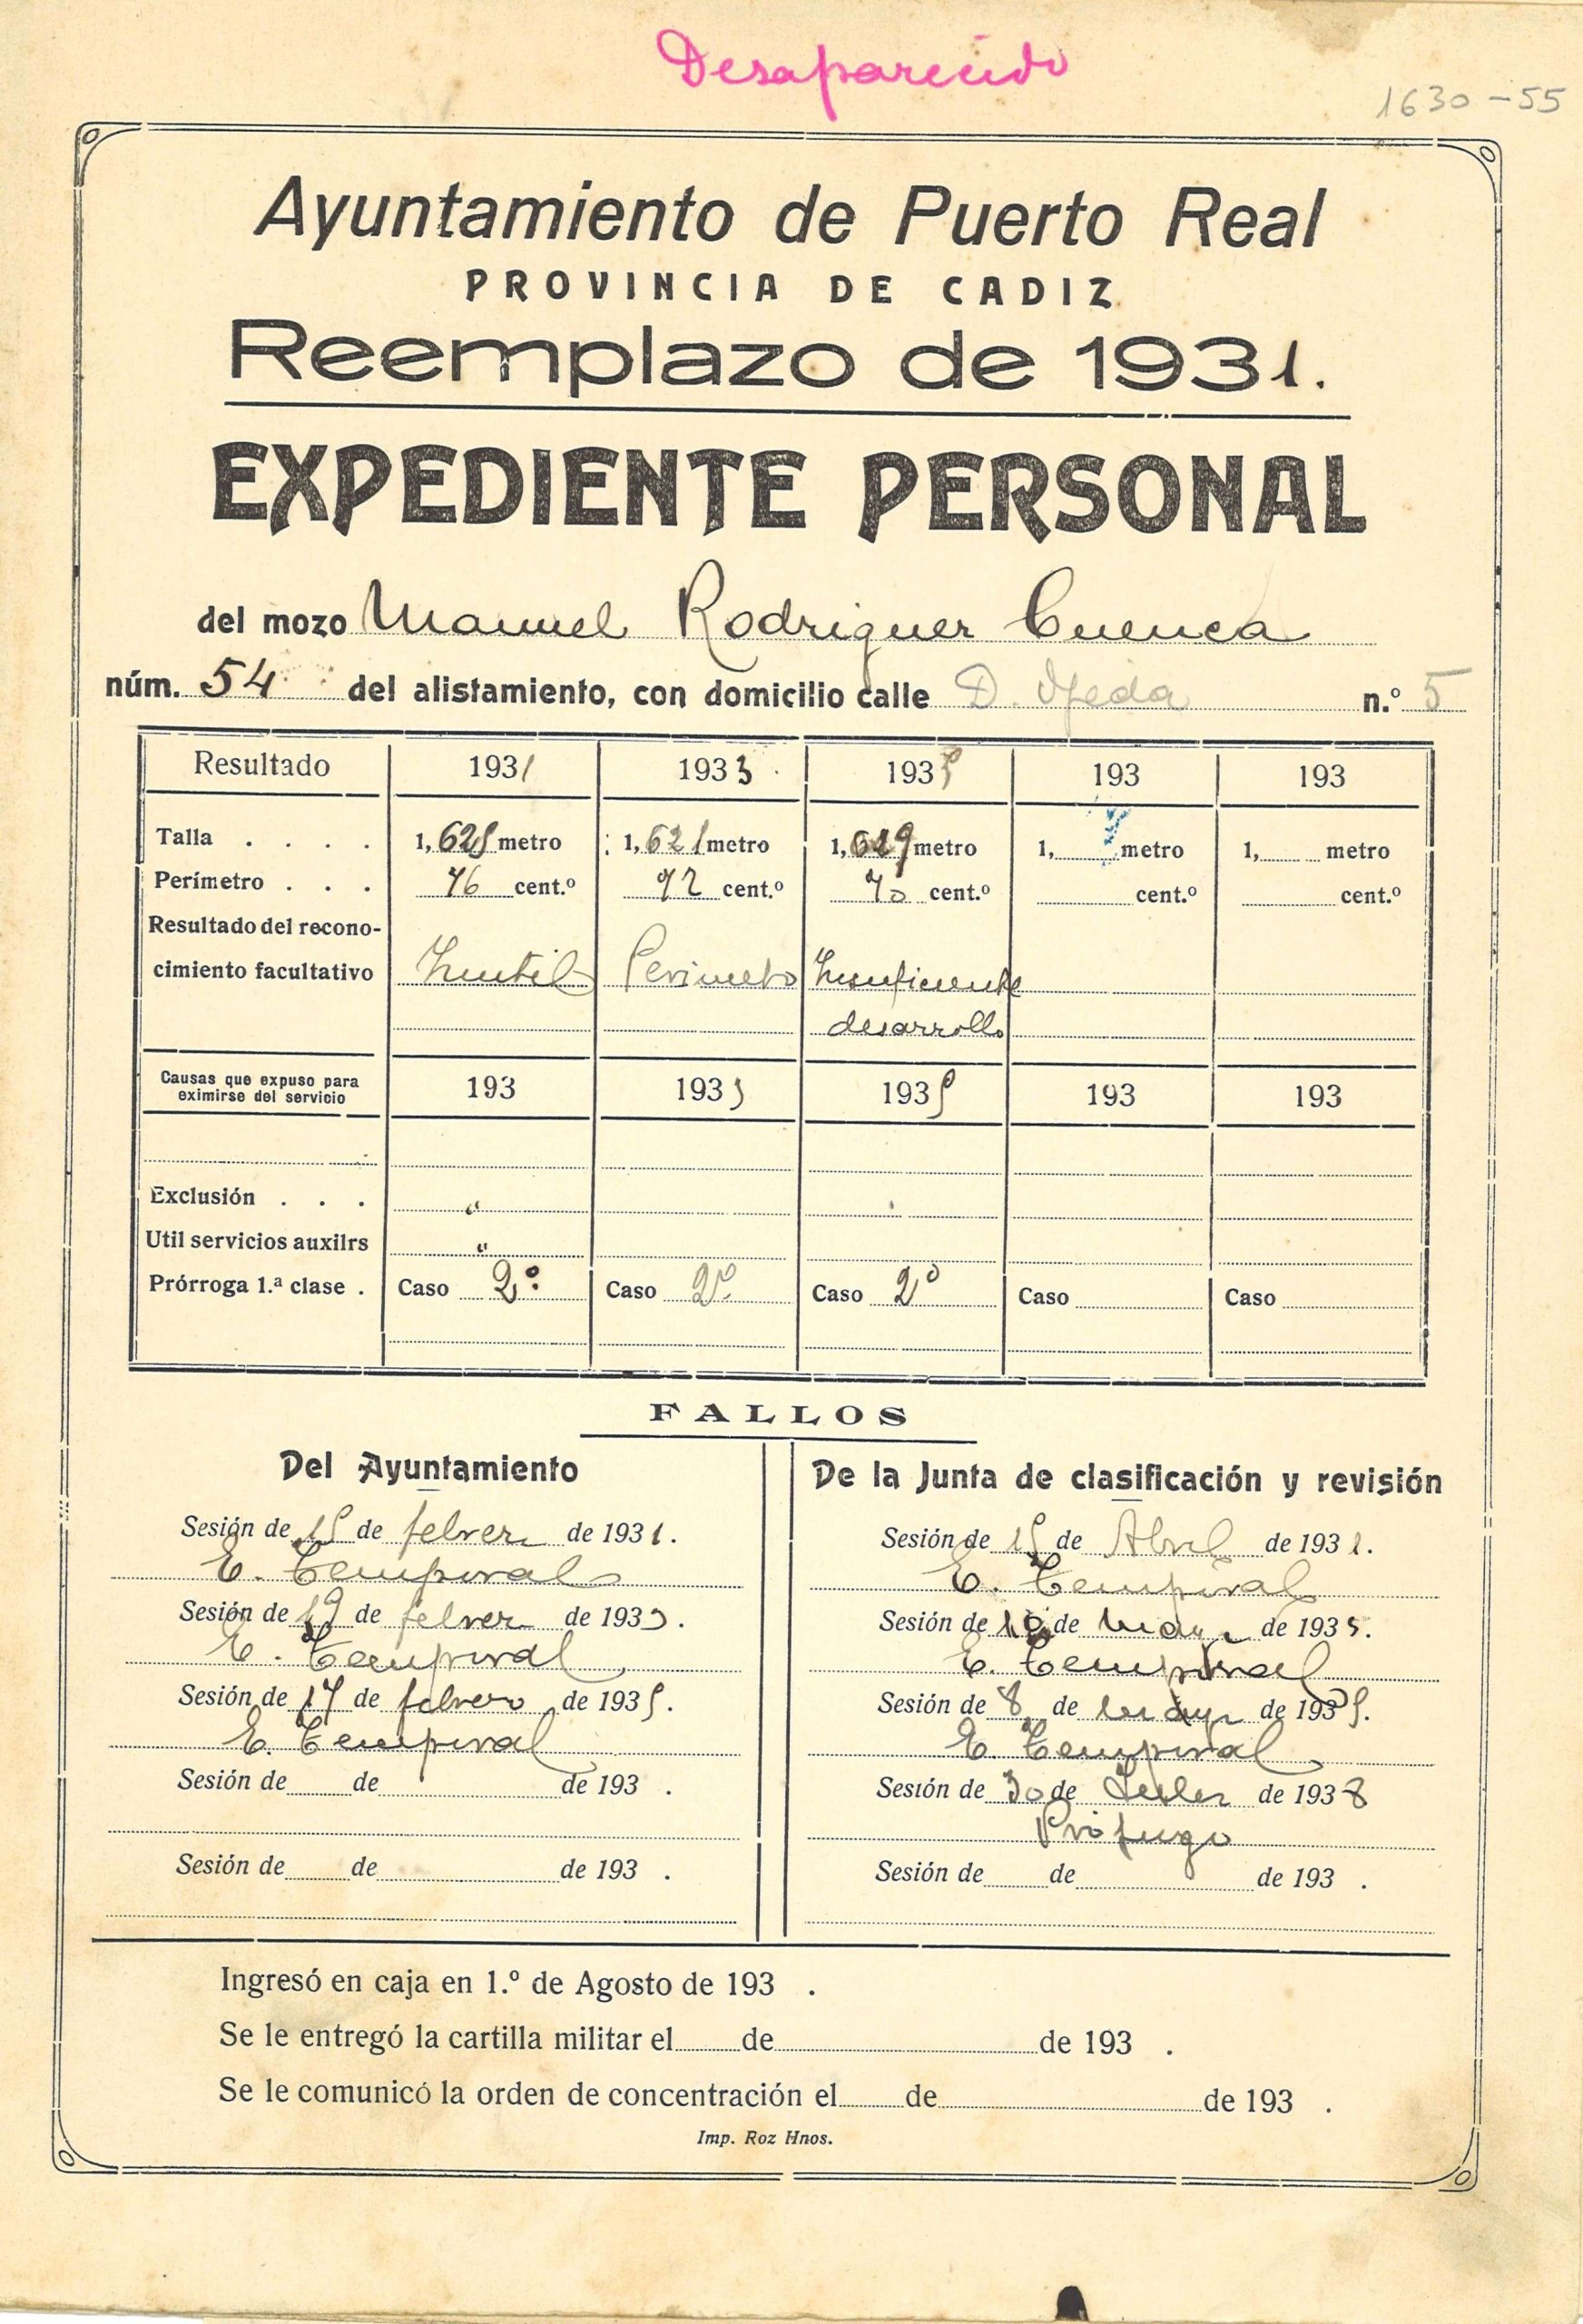 Desaparecido
1630-55
Ayuntamiento de Puerto Real
PROVINCIA DE CADIZ
Reemplazo de 1931.
EXPEDIENTE PERSONAL
del mozo Manuel Rodriguez Cuenca
núm. 54 del alistamiento, con domicilio calle D. Ojeda n.º 5
Resultado 1931 1933 1935 193 193
Talla . . . . 1,625 metro 1,621 metro 1,629 metro 1, metro 1, metro
Perímetro . . . 76 cent.º 72 cent.º 70 cent.º cent.º cent.º
Resultado del recono-
cimiento facultativo Inutil Perimetro Insuficiente
desarrollo
Causas que expuso para
eximirse del servicio 193 1933 1935 193 193
Exclusión . . . "
Util servicios auxilrs "
Prórroga 1.ª clase . Caso 2º Caso 2º Caso 2º Caso Caso
FALLOS
Del Ayuntamiento
Sesión de 15 de febrero de 1931.
E. Temporal
Sesión de 19 de febrero de 1933.
E. Temporal
Sesión de 17 de febrero de 1935.
E. Temporal
Sesión de de de 193 .
Sesión de de de 193 .
De la Junta de clasificación y revisión
Sesión de 15 de Abril de 1931.
E. Temporal
Sesión de de Mayo de 193
E. Temporal
Sesión de 8 de Mayo de 1935.
E. Temporal
Sesión de 30 de de 1938
Prófugo
Sesión de de de 193 .
Ingresó en caja en 1.º de Agosto de 193 .
Se le entregó la cartilla militar el de de 193 .
Se le comunicó la orden de concentración el de de 193 .
Imp. Roz Hnos.